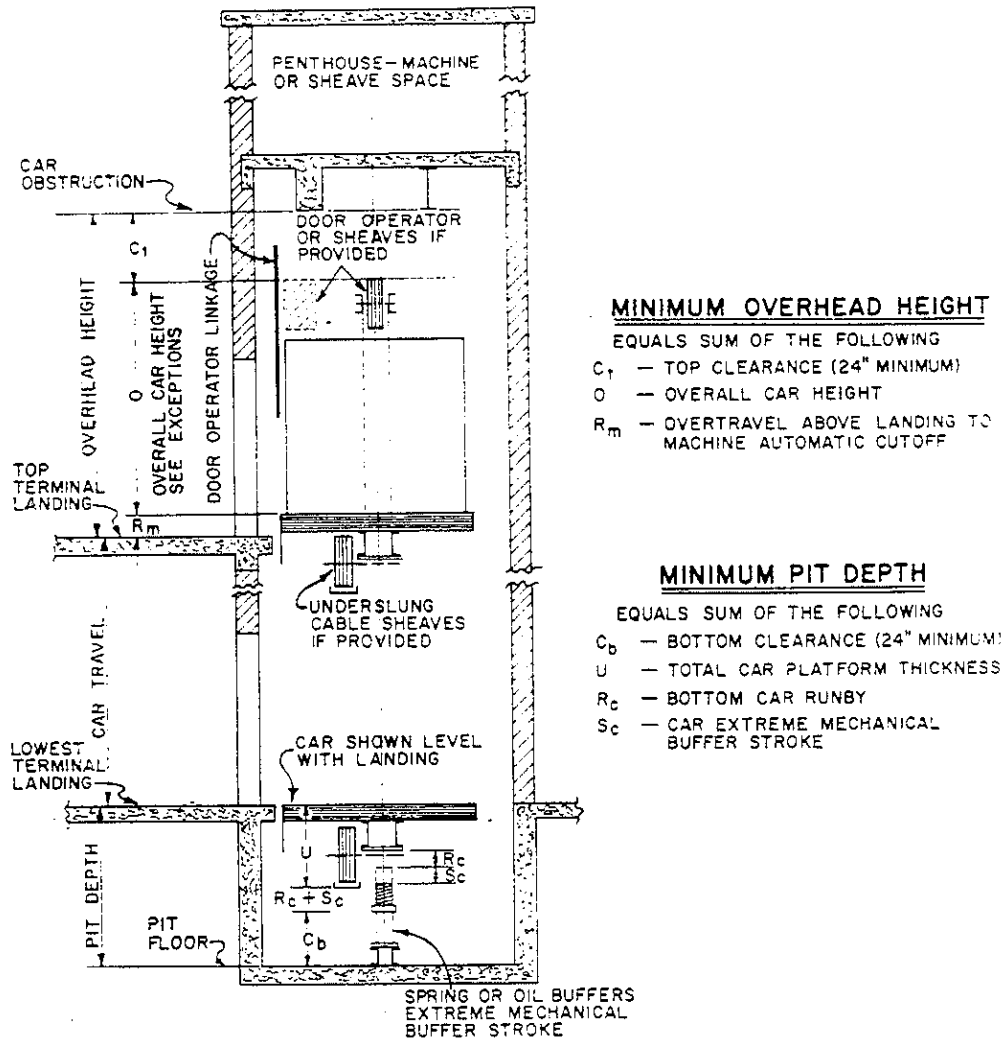 PENTHOUSE-MACHINE
OR SHEAVE SPACE
CAR
OBSTRUCTION
DOOR OPERATOR
OR SHEAVES IF
PROVIDED
C₁
OVERHEAD HEIGHT
O
OVERALL CAR HEIGHT
SEE EXCEPTIONS
DOOR OPERATOR LINKAGE
TOP
TERMINAL
LANDING
Rm
UNDERSLUNG
CABLE SHEAVES
IF PROVIDED
CAR TRAVEL
LOWEST
TERMINAL
LANDING
CAR SHOWN LEVEL
WITH LANDING
U
Rc
Sc
Rc + Sc
Cb
PIT DEPTH
PIT
FLOOR
SPRING OR OIL BUFFERS
EXTREME MECHANICAL
BUFFER STROKE
MINIMUM OVERHEAD HEIGHT
EQUALS SUM OF THE FOLLOWING
C₁ — TOP CLEARANCE (24" MINIMUM)
O — OVERALL CAR HEIGHT
Rm — OVERTRAVEL ABOVE LANDING TO
MACHINE AUTOMATIC CUTOFF
MINIMUM PIT DEPTH
EQUALS SUM OF THE FOLLOWING
Cb — BOTTOM CLEARANCE (24" MINIMUM)
U — TOTAL CAR PLATFORM THICKNESS
Rc — BOTTOM CAR RUNBY
Sc — CAR EXTREME MECHANICAL
BUFFER STROKE